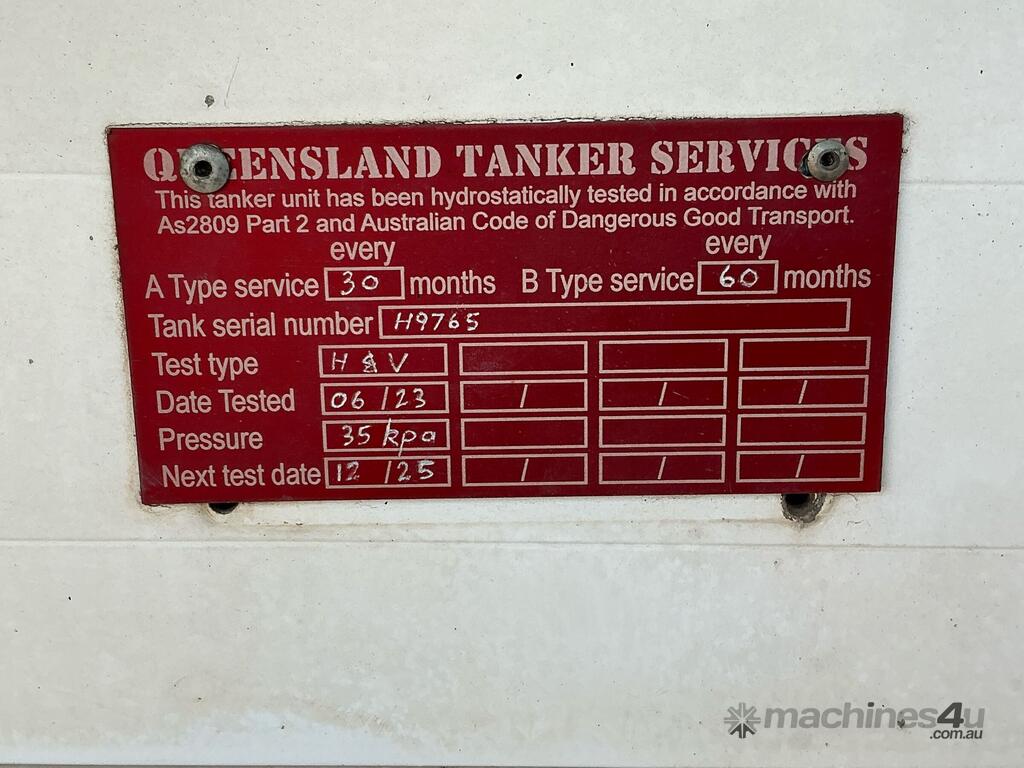 QUEENSLAND TANKER SERVICES
This tanker unit has been hydrostatically tested in accordance with
As2809 Part 2 and Australian Code of Dangerous Good Transport.
every every
A Type service 30 months B Type service 60 months
Tank serial number H9765
Test type H & V
Date Tested 06 / 23 / / /
Pressure 35 kpa
Next test date 12 / 25 / / /
machines4u
.com.au